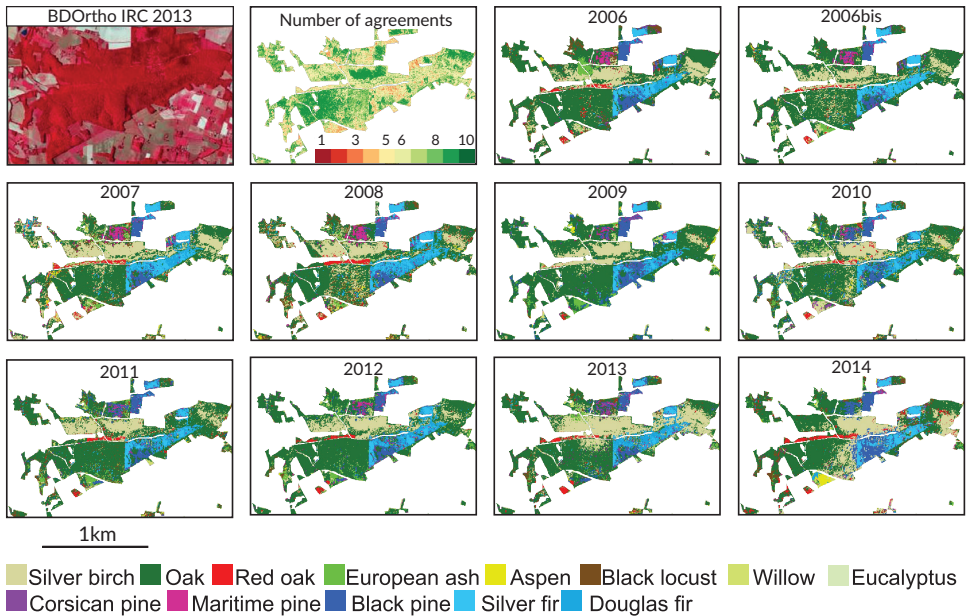 BDOrtho IRC 2013
Number of agreements
2006
2006bis
1 3 5 6 8 10
2007
2008
2009
2010
2011
2012
2013
2014
1km
Silver birch Oak Red oak European ash Aspen Black locust Willow Eucalyptus
Corsican pine Maritime pine Black pine Silver fir Douglas fir